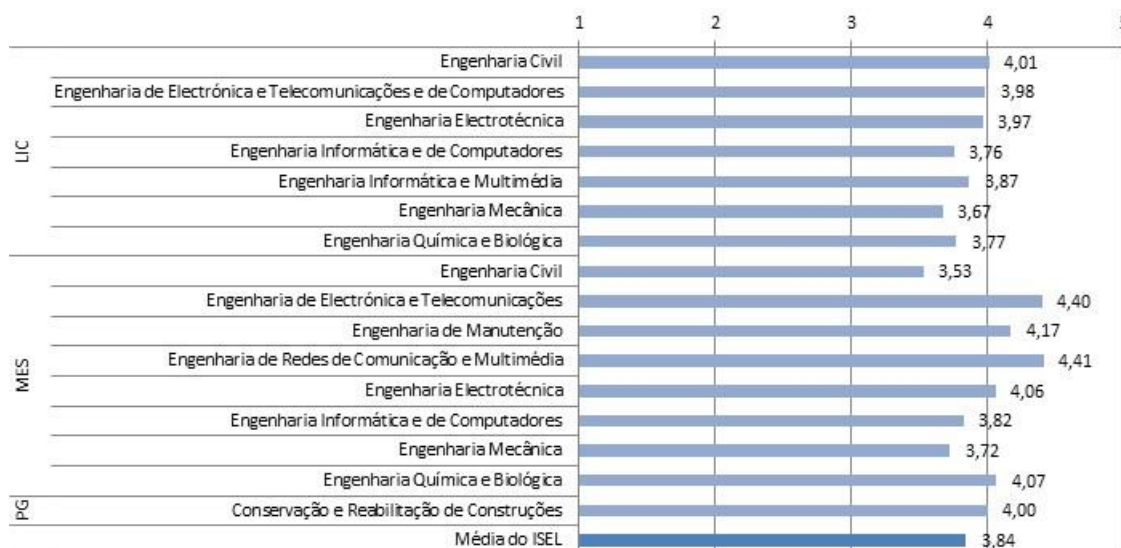 1 2 3 4 5
LIC
Engenharia Civil 4,01
Engenharia de Electrónica e Telecomunicações e de Computadores 3,98
Engenharia Electrotécnica 3,97
Engenharia Informática e de Computadores 3,76
Engenharia Informática e Multimédia 3,87
Engenharia Mecânica 3,67
Engenharia Química e Biológica 3,77
MES
Engenharia Civil 3,53
Engenharia de Electrónica e Telecomunicações 4,40
Engenharia de Manutenção 4,17
Engenharia de Redes de Comunicação e Multimédia 4,41
Engenharia Electrotécnica 4,06
Engenharia Informática e de Computadores 3,82
Engenharia Mecânica 3,72
Engenharia Química e Biológica 4,07
PG
Conservação e Reabilitação de Construções 4,00
Média do ISEL 3,84